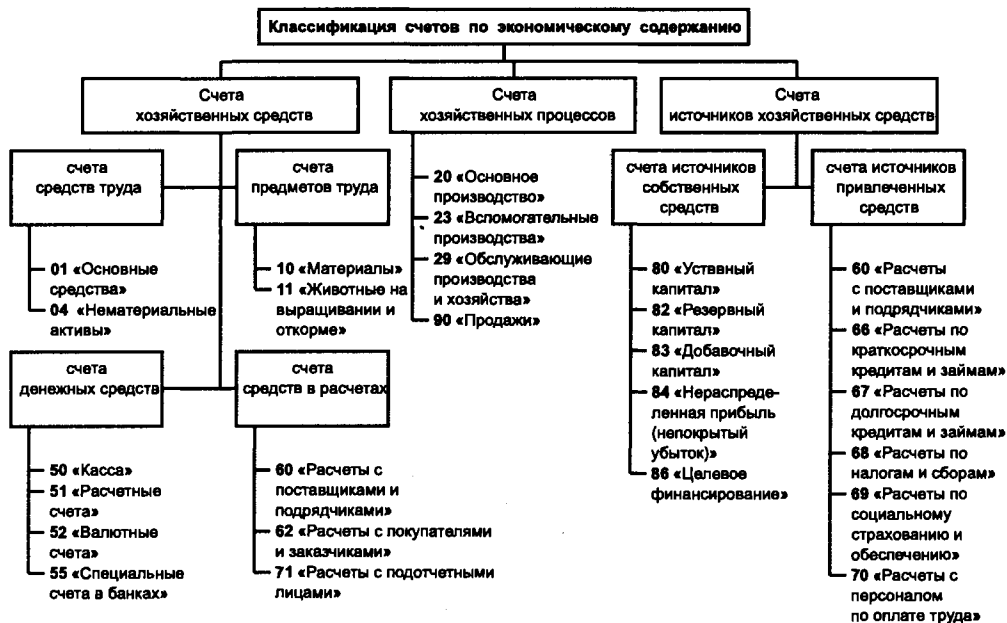 Классификация счетов по экономическому содержанию
Счета
хозяйственных средств
Счета
хозяйственных процессов
Счета
источников хозяйственных средств
счета
средств труда
счета
предметов труда
01 «Основные
средства»
04 «Нематериальные
активы»
10 «Материалы»
11 «Животные на
выращивании и
откорме»
счета
денежных средств
счета
средств в расчетах
50 «Касса»
51 «Расчетные
счета»
52 «Валютные
счета»
55 «Специальные
счета в банках»
60 «Расчеты с
поставщиками и
подрядчиками»
62 «Расчеты с покупателями
и заказчиками»
71 «Расчеты с подотчетными
лицами»
20 «Основное
производство»
23 «Вспомогательные
производства»
29 «Обслуживающие
производства
и хозяйства»
90 «Продажи»
счета источников
собственных
средств
80 «Уставный
капитал»
82 «Резервный
капитал»
83 «Добавочный
капитал»
84 «Нераспреде-
ленная прибыль
(непокрытый
убыток)»
86 «Целевое
финансирование»
счета источников
привлеченных
средств
60 «Расчеты
с поставщиками
и подрядчиками»
66 «Расчеты по
краткосрочным
кредитам и займам»
67 «Расчеты по
долгосрочным
кредитам и займам»
68 «Расчеты по
налогам и сборам»
69 «Расчеты по
социальному
страхованию и
обеспечению»
70 «Расчеты с
персоналом
по оплате труда»